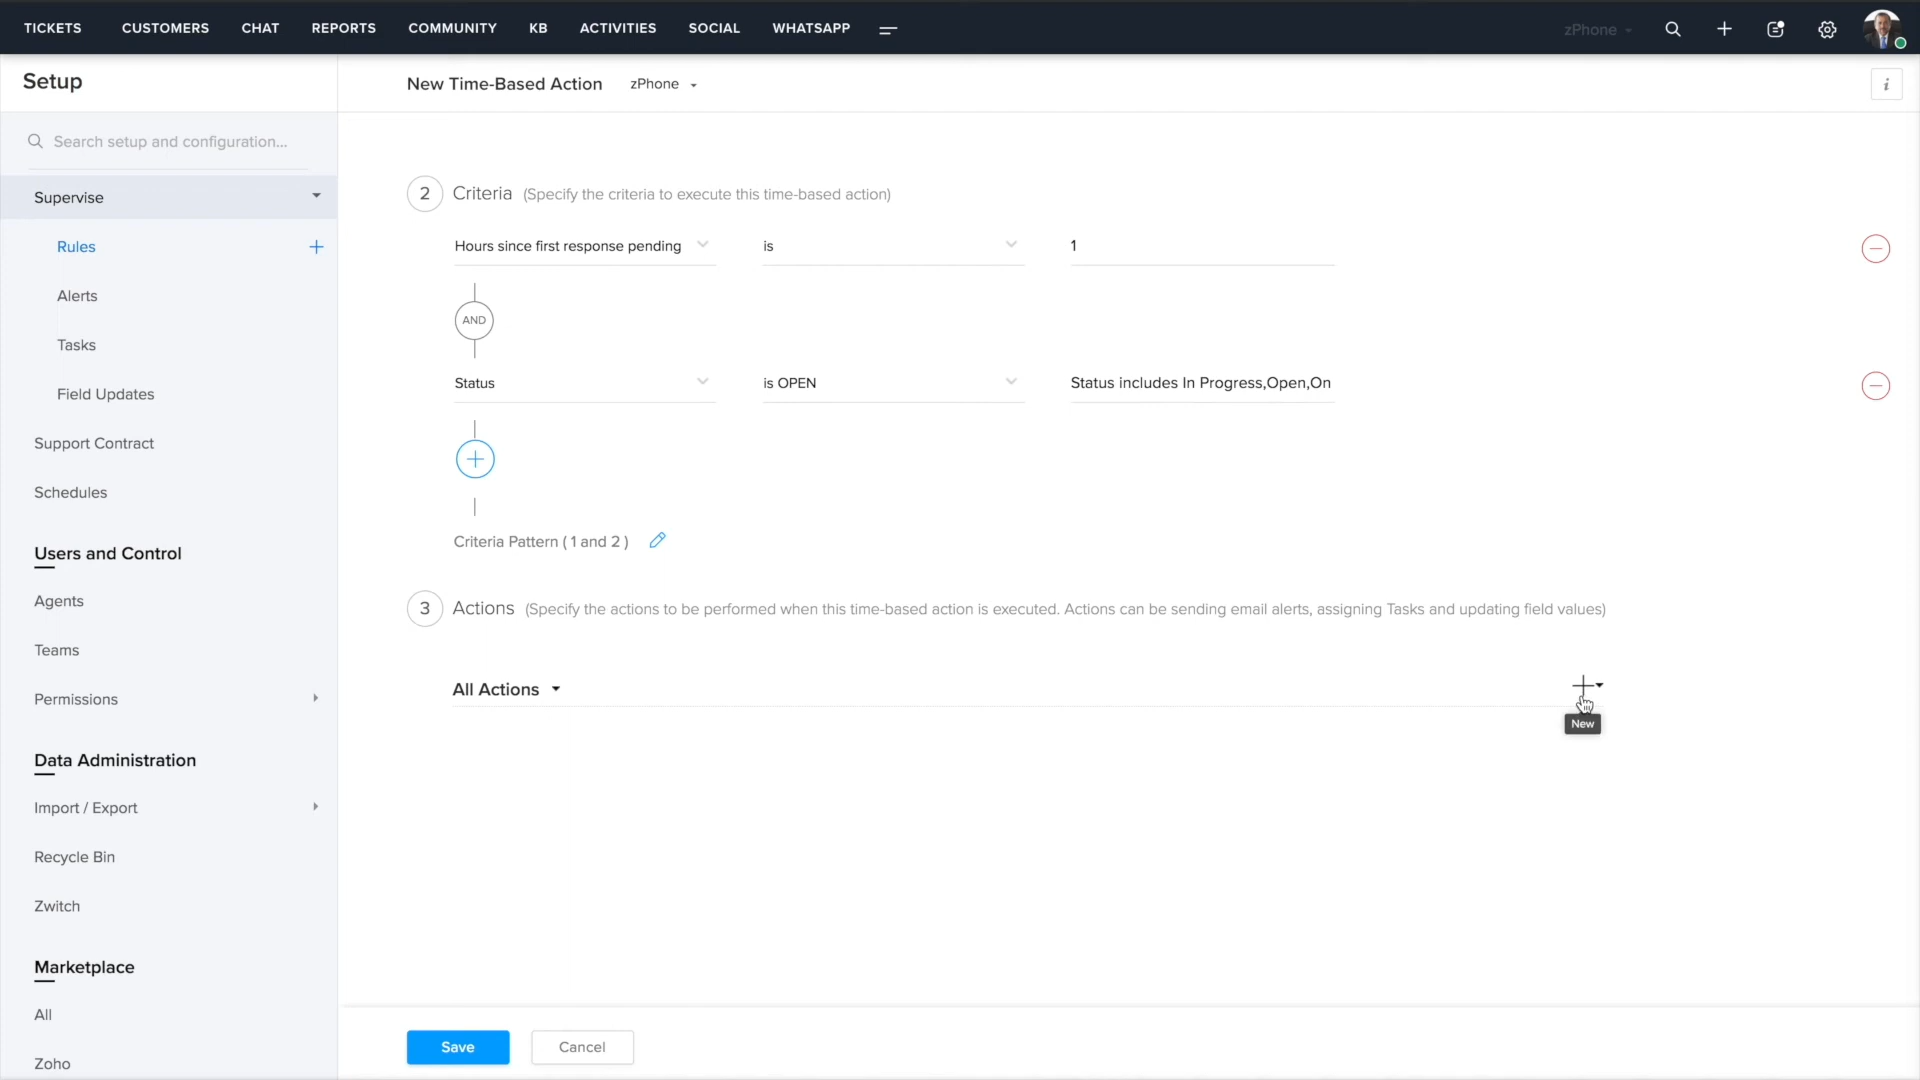 TICKETS CUSTOMERS CHAT REPORTS COMMUNITY KB ACTIVITIES SOCIAL WHATSAPP zPhone
Setup
New Time-Based Action zPhone
i
Search setup and configuration...
Supervise
Rules
Alerts
Tasks
Field Updates
Support Contract
Schedules
Users and Control
Agents
Teams
Permissions
Data Administration
Import / Export
Recycle Bin
Zwitch
Marketplace
All
Zoho
2 Criteria (Specify the criteria to execute this time-based action)
Hours since first response pending is 1
AND
Status is OPEN Status includes In Progress,Open,On
Criteria Pattern ( 1 and 2 )
3 Actions (Specify the actions to be performed when this time-based action is executed. Actions can be sending email alerts, assigning Tasks and updating field values)
All Actions
New
Save Cancel